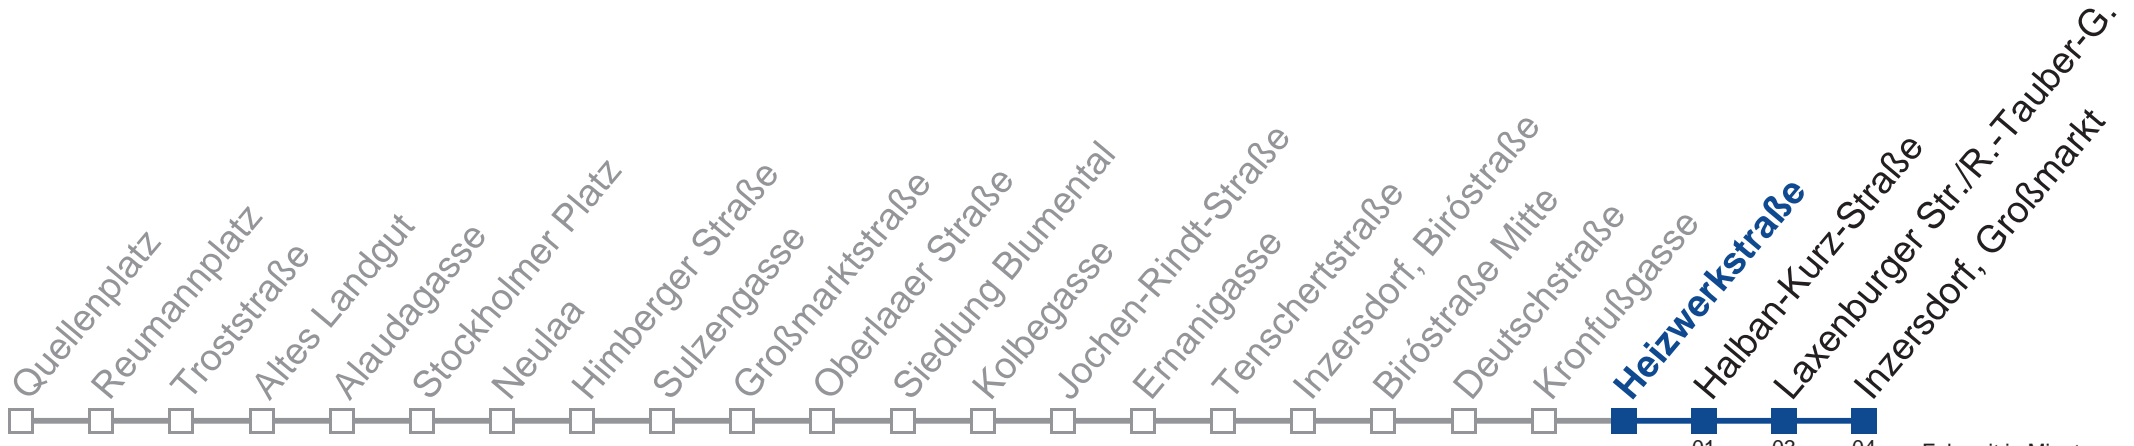 Quellenplatz
Reumannplatz
Troststraße
Altes Landgut
Alaudagasse
Stockholmer Platz
Neulaa
Himberger Straße
Sulzengasse
Großmarktstraße
Oberlaaer Straße
Siedlung Blumental
Kolbegasse
Jochen-Rindt-Straße
Ernanigasse
Tenschertstraße
Inzersdorf, Biróstraße
Biróstraße Mitte
Deutschstraße
Kronfußgasse
Heizwerkstraße
Halban-Kurz-Straße
Laxenburger Str./R.-Tauber-G.
Inzersdorf, Großmarkt